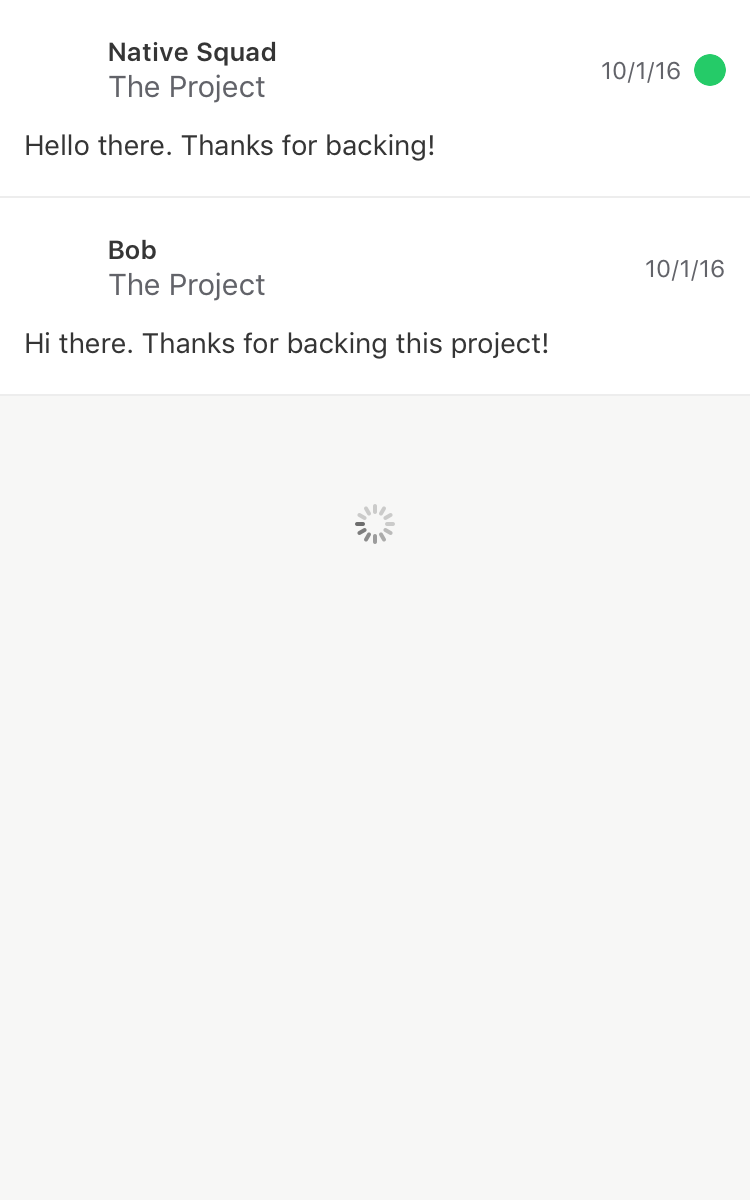 Native Squad
The Project
10/1/16
Hello there. Thanks for backing!
Bob
The Project
10/1/16
Hi there. Thanks for backing this project!